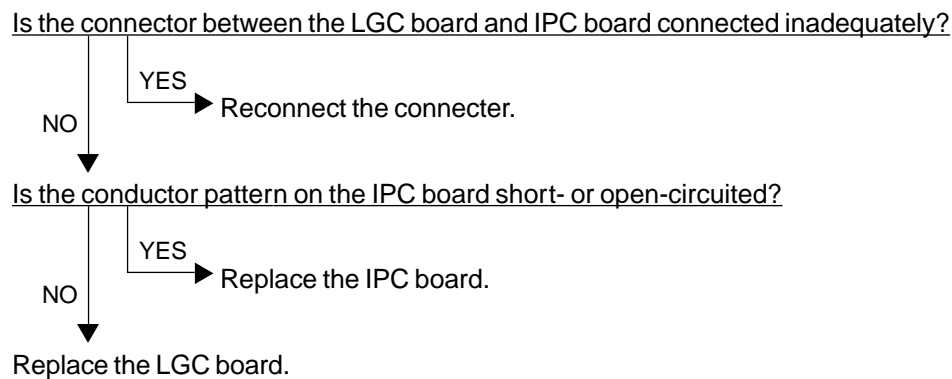 Is the connector between the LGC board and IPC board connected inadequately?
YES
Reconnect the connecter.
NO
Is the conductor pattern on the IPC board short- or open-circuited?
YES
Replace the IPC board.
NO
Replace the LGC board.